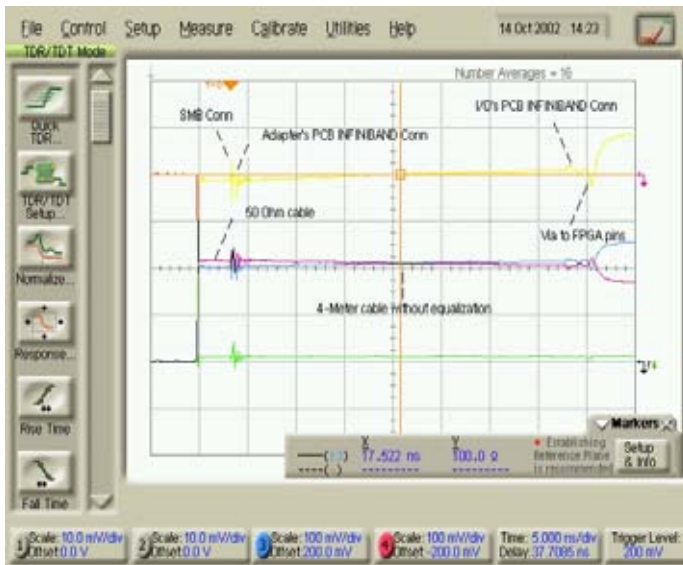 File Control Setup Measure Calibrate Utilities Help 14 Oct 2002 14:23
TDR/TDT Mode
Number Averages = 16
Quick
TDR...
TDR/TDT
Setup...
Normalize...
Response...
Rise Time
Fall Time
SMB Conn
Adapter's PCB INFINIBAND Conn
I/O's PCB INFINIBAND Conn
50 Ohm cable
Via to FPGA pins
4-Meter cable without equalization
Markers
X
Y
17.522 ns
100.0 Ω
Establishing
Reference Plane
is recommended
Setup
& Info
1 Scale: 10.0 mV/div
Offset: 0.0 V
2 Scale: 10.0 mV/div
Offset: 0.0 V
3 Scale: 100 mV/div
Offset: 200.0 mV
4 Scale: 100 mV/div
Offset: -200.0 mV
Time: 5.000 ns/div
Delay: 37.7085 ns
Trigger Level:
200 mV